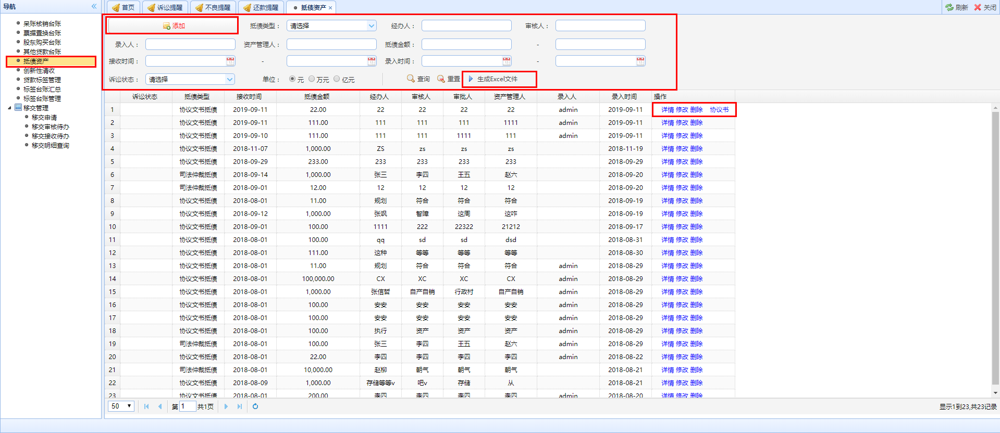 导航
首页 诉讼提醒 不良提醒 还款提醒 抵债资产
刷新 关闭
呆账核销台账
票据置换台账
股东购买台账
其他贷款台账
抵债资产
创新性清收
贷款标签管理
标签台账汇总
标签台账管理
移交管理
移交申请
移交审核待办
移交接收待办
移交明细查询
添加 抵债类型： 请选择 经办人： 审核人：
录入人： 资产管理人： 抵债金额： -
接收时间： - 录入时间： -
诉讼状态： 请选择 单位： 元 万元 亿元 查询 重置 生成Excel文件
诉讼状态 抵债类型 接收时间 抵债金额 经办人 审核人 审批人 资产管理人 录入人 录入时间 操作
1 协议文书抵债 2019-09-11 22.00 22 22 22 22 admin 2019-09-11 详情 修改 删除 协议书
2 协议文书抵债 2019-09-11 111.00 111 111 111 1111 admin 2019-09-11 详情 修改 删除
3 协议文书抵债 2019-09-10 111.00 111 111 1111 111 admin 2019-09-11 详情 修改 删除
4 协议文书抵债 2018-11-07 1,000.00 ZS zs zs zs 2018-11-19 详情 修改 删除
5 协议文书抵债 2018-09-29 233.00 233 233 233 233 2018-09-29 详情 修改 删除
6 司法仲裁抵债 2018-09-14 1,000.00 张三 李四 王五 赵六 2018-09-20 详情 修改 删除
7 司法仲裁抵债 2018-09-01 12.00 12 12 12 12 2018-09-20 详情 修改 删除
8 协议文书抵债 2018-08-01 11.00 规划 符合 符合 符合 2018-09-19 详情 修改 删除
9 协议文书抵债 2018-09-12 1,000.00 张飒 智障 这周 这咋 2018-09-19 详情 修改 删除
10 协议文书抵债 2018-09-01 100.00 1111 222 22322 21212 2018-09-17 详情 修改 删除
11 协议文书抵债 2018-08-01 100.00 qq sd sd dsd 2018-08-31 详情 修改 删除
12 协议文书抵债 2018-08-01 111.00 这种 等等 等等 等等 2018-08-30 详情 修改 删除
13 协议文书抵债 2018-08-01 11.00 规划 符合 符合 符合 admin 2018-08-29 详情 修改 删除
14 协议文书抵债 2018-08-01 100,000.00 CX XC XC CX admin 2018-08-29 详情 修改 删除
15 协议文书抵债 2018-08-01 1,000.00 张信哲 自产自销 行政村 自产自销 admin 2018-08-29 详情 修改 删除
16 协议文书抵债 2018-08-01 100.00 安安 安安 安安 安安 admin 2018-08-29 详情 修改 删除
17 协议文书抵债 2018-08-01 100.00 安安 安安 安安 安安 admin 2018-08-29 详情 修改 删除
18 协议文书抵债 2018-08-01 100.00 执行 资产 资产 资产 admin 2018-08-29 详情 修改 删除
19 司法仲裁抵债 2018-08-01 100.00 张三 李四 王五 赵六 admin 2018-08-29 详情 修改 删除
20 协议文书抵债 2018-08-01 22.00 李四 李四 李四 李四 admin 2018-08-22 详情 修改 删除
21 司法仲裁抵债 2018-08-01 10,000.00 赵柳 朝气 朝气 朝气 2018-08-21 详情 修改 删除
22 协议文书抵债 2018-08-09 1,000.00 存储等等v 吧v 存储 从 2018-08-21 详情 修改 删除
23 协议文书抵债 2018-08-01 200.00 李四 李四 李四 李四 admin 2018-08-20 详情 修改 删除
50 第 1 共1页 显示1到23,共23记录